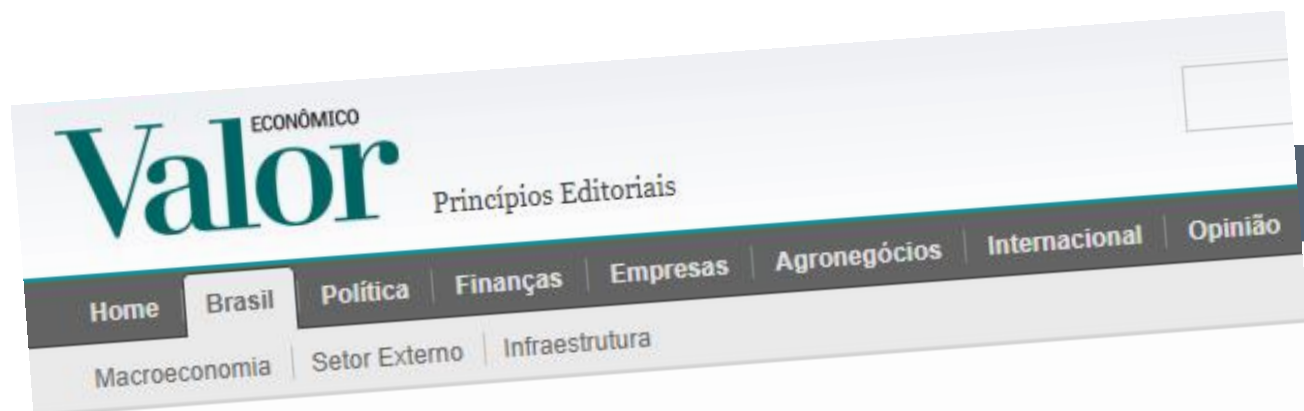 ECONÔMICO
Valor
Princípios Editoriais
Home Brasil Política Finanças Empresas Agronegócios Internacional Opinião
Macroeconomia Setor Externo Infraestrutura